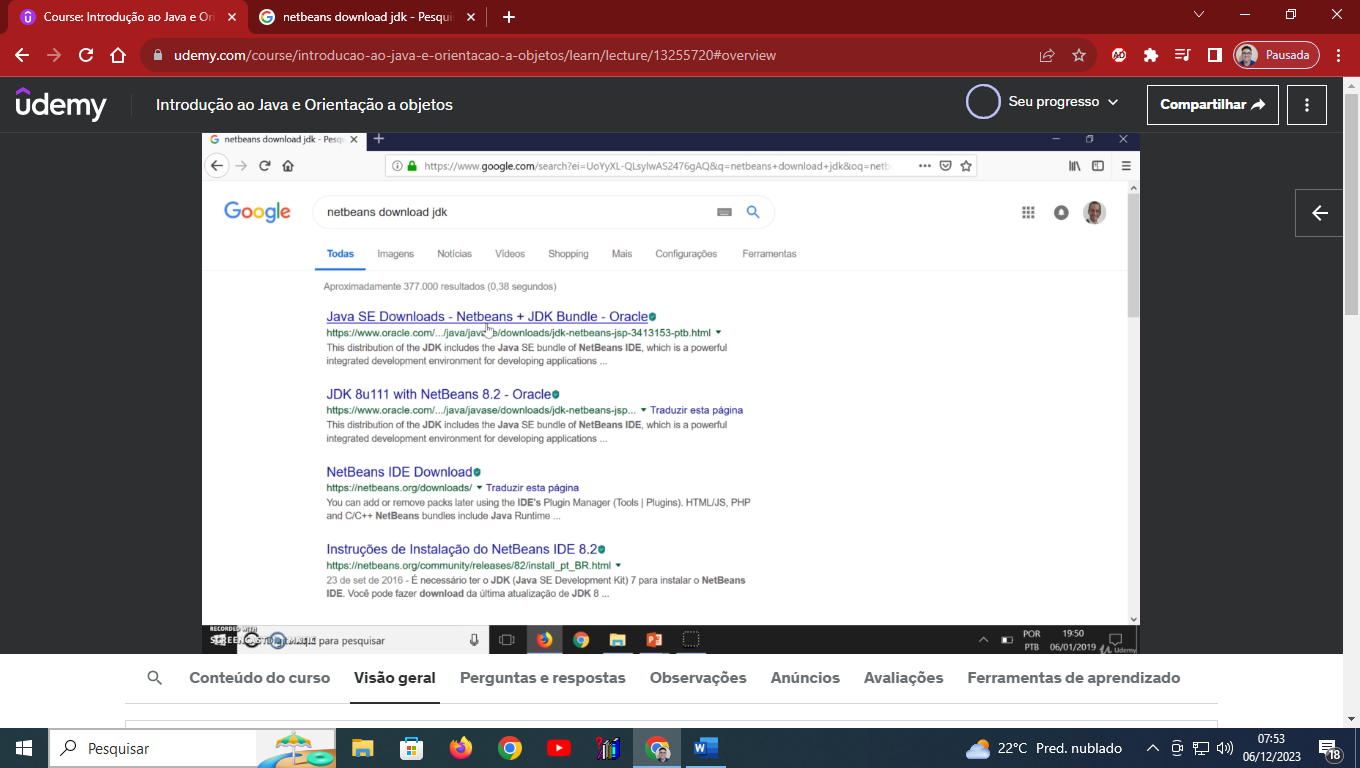 Course: Introdução ao Java e Ori
netbeans download jdk - Pesqui
udemy.com/course/introducao-ao-java-e-orientacao-a-objetos/learn/lecture/13255720#overview
Pausada
ûdemy
Introdução ao Java e Orientação a objetos
Seu progresso
Compartilhar
netbeans download jdk - Pesqu
https://www.google.com/search?ei=UoYyXL-QLsylwAS2476gAQ&q=netbeans+download+jdk&oq=netb
Google
netbeans download jdk
Todas Imagens Notícias Vídeos Shopping Mais Configurações Ferramentas
Aproximadamente 377.000 resultados (0,38 segundos)
Java SE Downloads - Netbeans + JDK Bundle - Oracle
https://www.oracle.com/.../java/javase/downloads/jdk-netbeans-jsp-3413153-ptb.html
This distribution of the JDK includes the Java SE bundle of NetBeans IDE, which is a powerful
integrated development environment for developing applications ...
JDK 8u111 with NetBeans 8.2 - Oracle
https://www.oracle.com/.../java/javase/downloads/jdk-netbeans-jsp... Traduzir esta página
This distribution of the JDK includes the Java SE bundle of NetBeans IDE, which is a powerful
integrated development environment for developing applications ...
NetBeans IDE Download
https://netbeans.org/downloads/ Traduzir esta página
You can add or remove packs later using the IDE's Plugin Manager (Tools | Plugins). HTML/JS, PHP
and C/C++ NetBeans bundles include Java Runtime ...
Instruções de Instalação do NetBeans IDE 8.2
https://netbeans.org/community/releases/82/install_pt_BR.html
23 de set de 2016 - É necessário ter o JDK (Java SE Development Kit) 7 para instalar o NetBeans
IDE. Você pode fazer download da última atualização de JDK 8 ...
RECORDED WITH
para pesquisar
POR
PTB
19:50
06/01/2019
Udemy
Conteúdo do curso Visão geral Perguntas e respostas Observações Anúncios Avaliações Ferramentas de aprendizado
Pesquisar
22°C Pred. nublado
07:53
06/12/2023
18